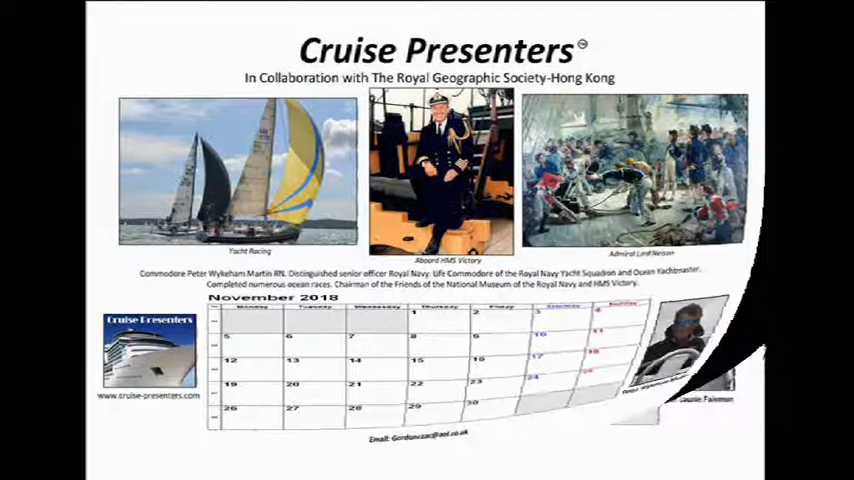 Cruise Presenters™
In Collaboration with The Royal Geographic Society-Hong Kong
Yacht Racing
Aboard HMS Victory
Admiral Lord Nelson
Commodore Peter Wykeham Martin RN. Distinguished senior officer Royal Navy. Life Commodore of the Royal Navy Yacht Squadron and Ocean Yachtmaster.
Completed numerous ocean races. Chairman of the Friends of the National Museum of the Royal Navy and HMS Victory.
November 2018
Monday Tuesday Wednesday Thursday Friday Saturday Sunday
1 2 3 4
5 6 7 8 9 10 11
12 13 14 15 16 17 18
19 20 21 22 23 24 25
26 27 28 29 30
Cruise Presenters
www.cruise-presenters.com